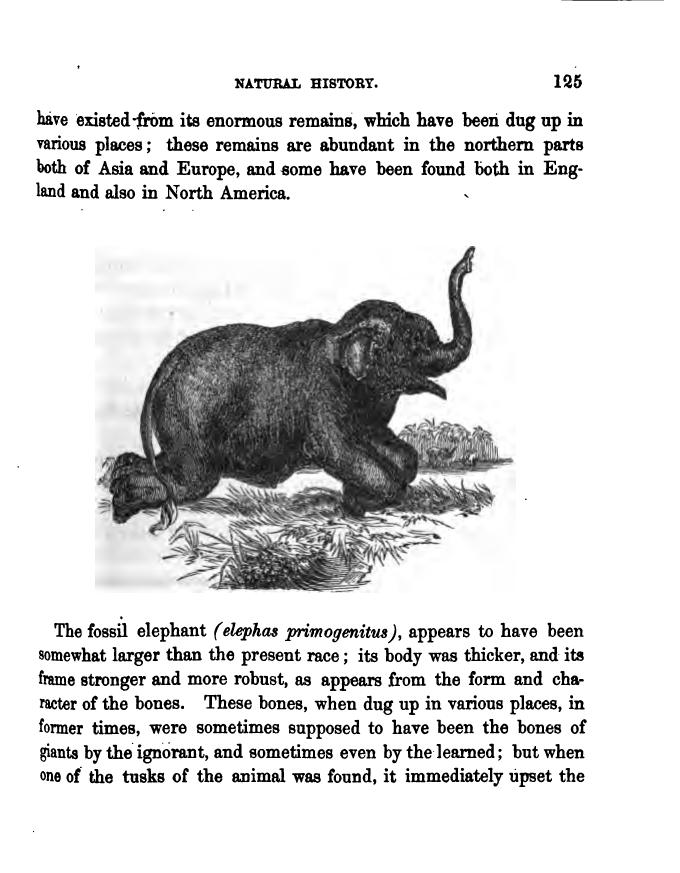 NATURAL HISTORY. 125
have existed from its enormous remains, which have been dug up in
various places; these remains are abundant in the northern parts
both of Asia and Europe, and some have been found both in Eng-
land and also in North America.
The fossil elephant (elephas primogenitus), appears to have been
somewhat larger than the present race; its body was thicker, and its
frame stronger and more robust, as appears from the form and cha-
racter of the bones. These bones, when dug up in various places, in
former times, were sometimes supposed to have been the bones of
giants by the ignorant, and sometimes even by the learned; but when
one of the tusks of the animal was found, it immediately upset the